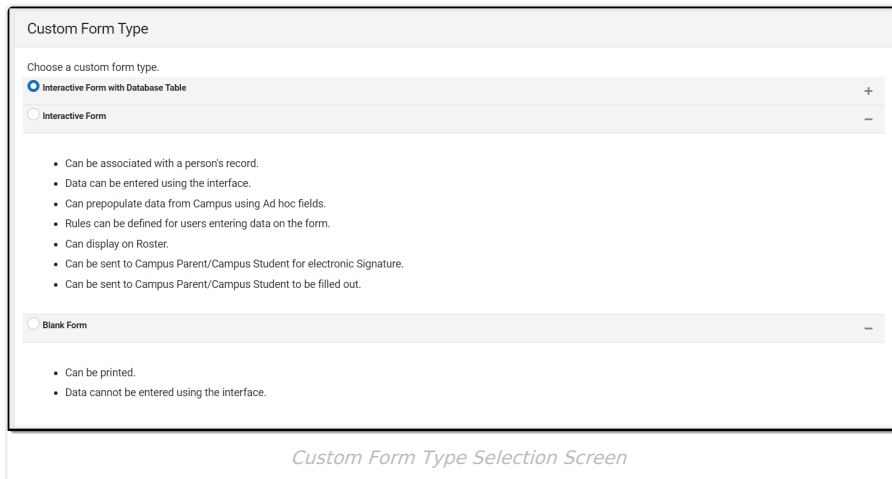 Custom Form Type
Choose a custom form type.
Interactive Form with Database Table
+
Interactive Form
–
• Can be associated with a person's record.
• Data can be entered using the interface.
• Can prepopulate data from Campus using Ad hoc fields.
• Rules can be defined for users entering data on the form.
• Can display on Roster.
• Can be sent to Campus Parent/Campus Student for electronic Signature.
• Can be sent to Campus Parent/Campus Student to be filled out.
Blank Form
–
• Can be printed.
• Data cannot be entered using the interface.
Custom Form Type Selection Screen